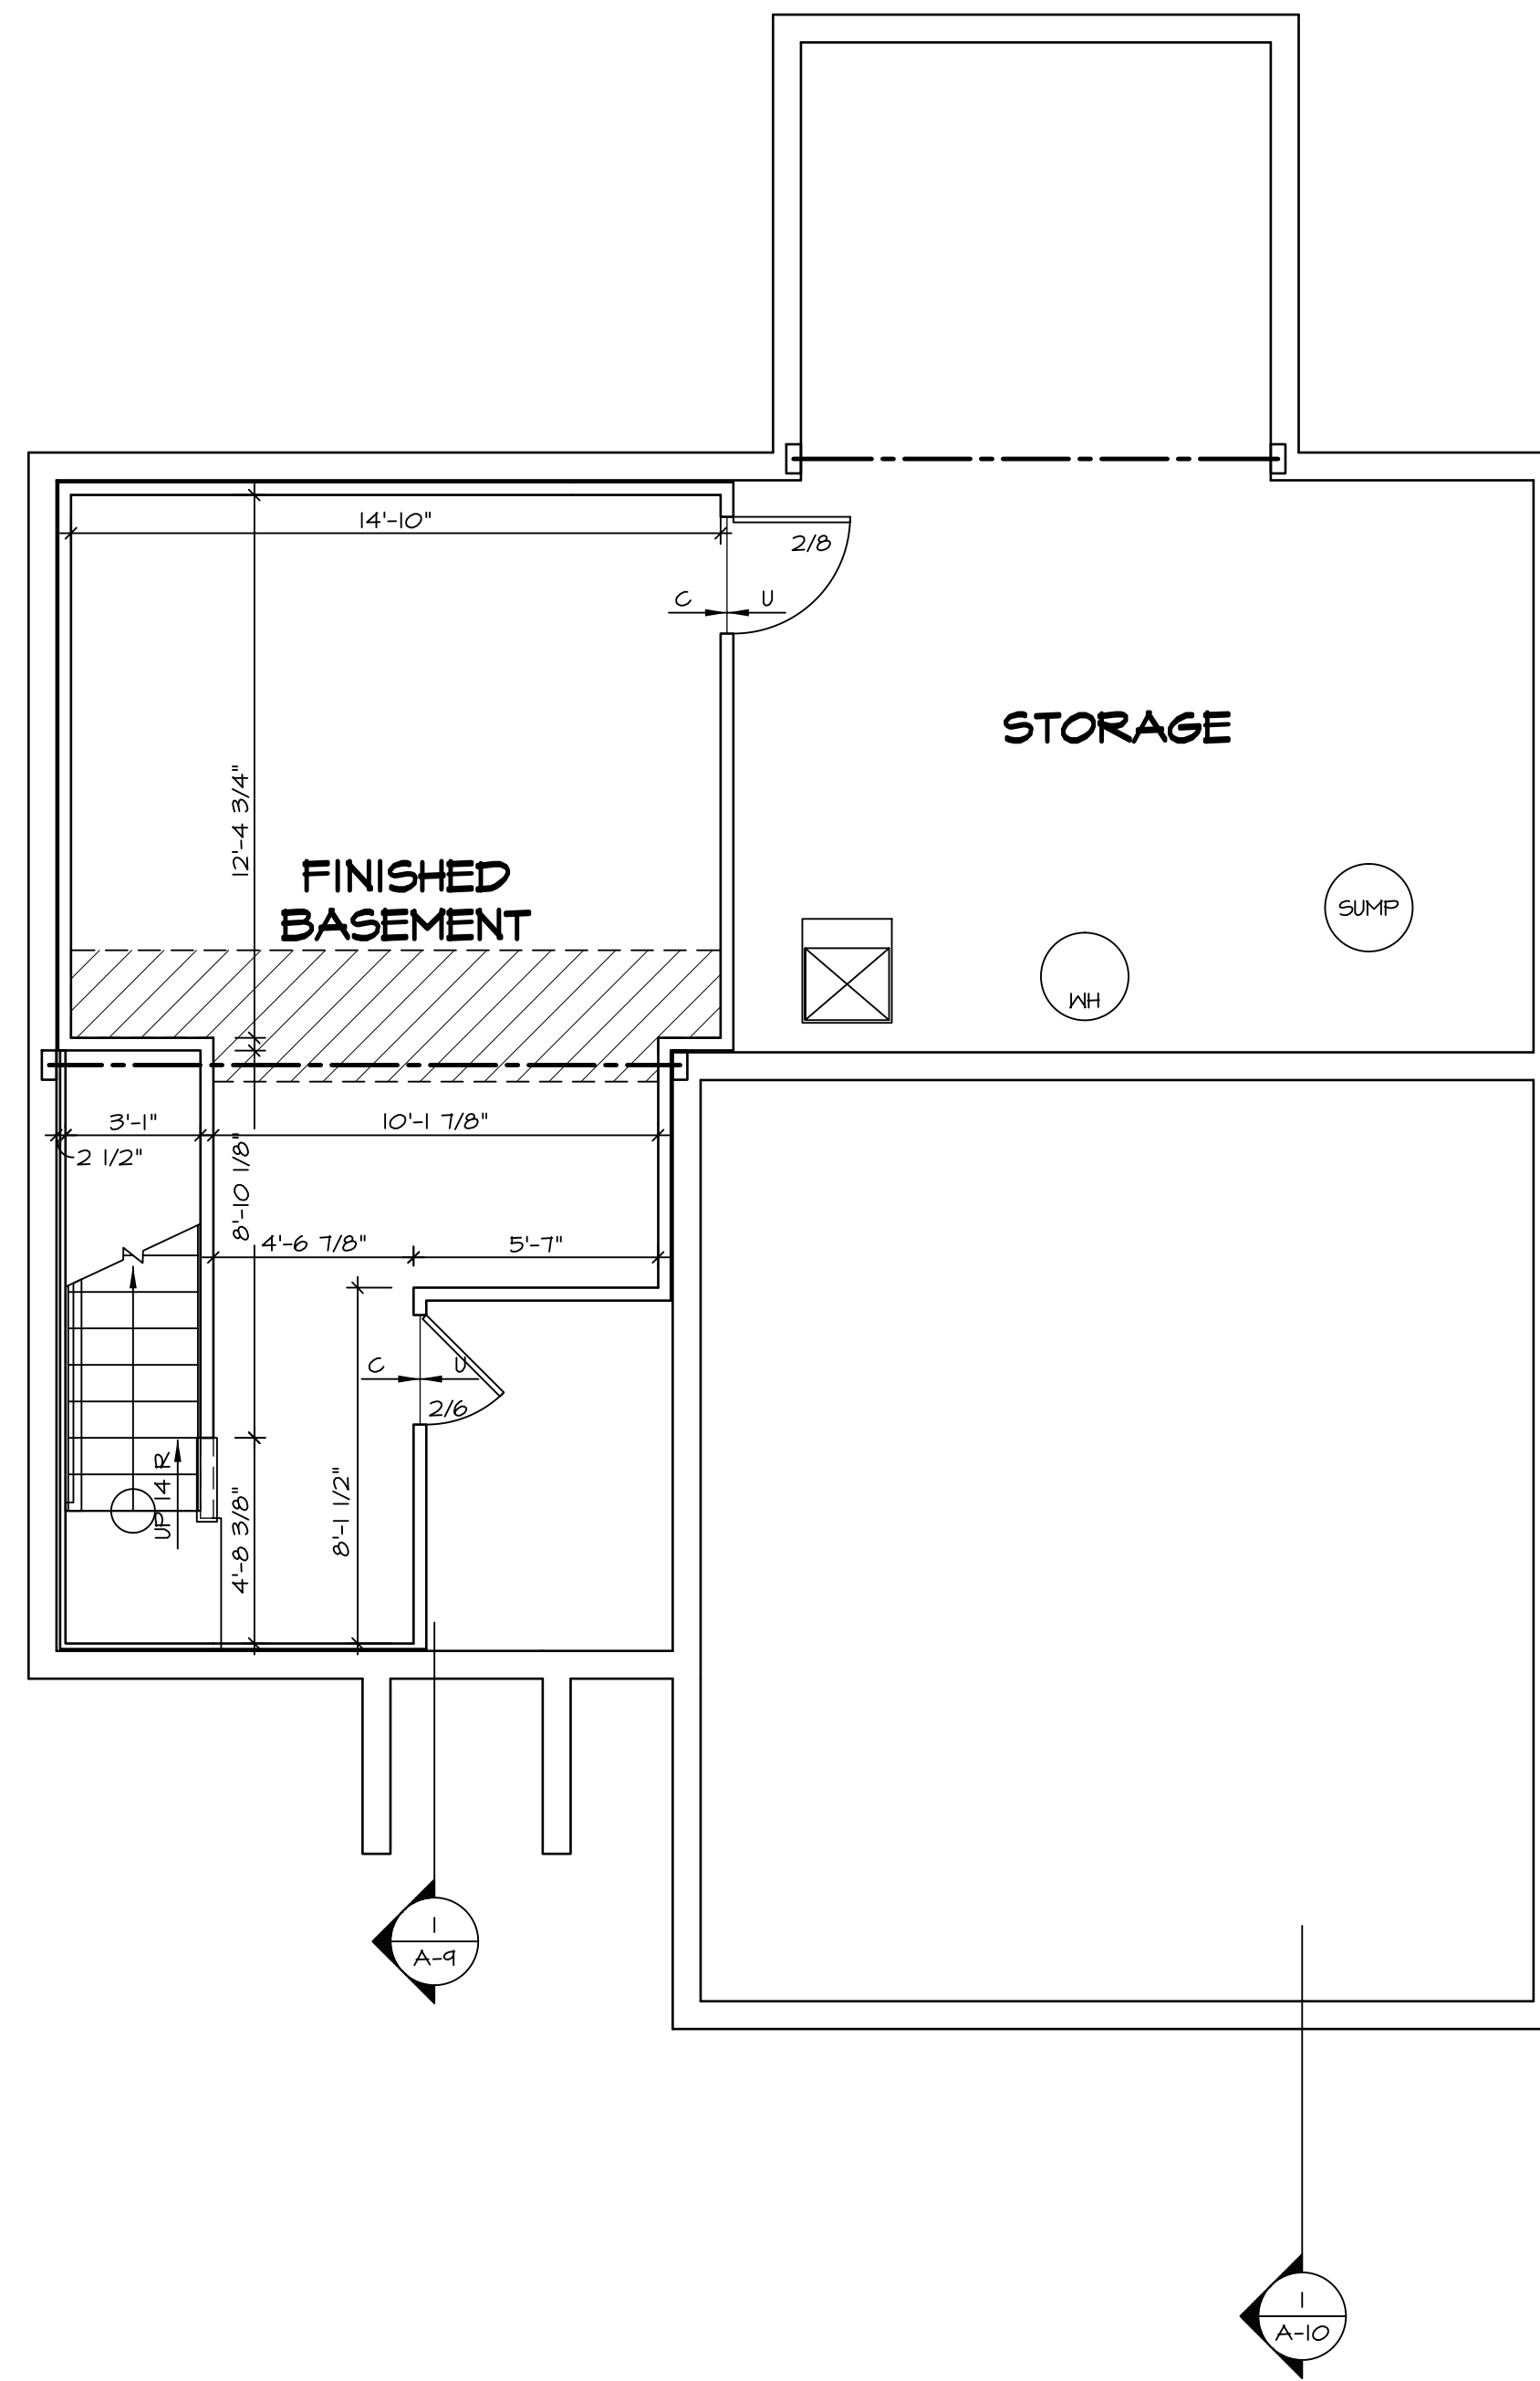 14'-10"
2/8
C U
STORAGE
12'-4 3/4"
FINISHED
BASEMENT
SUMP
WH
3'-1"
10'-1 7/8"
2 1/2"
8'-10 1/8"
4'-6 7/8"
5'-7"
C U
2/6
UP 14 R
4'-8 3/8"
8'-1 1/2"
1
A-9
1
A-10